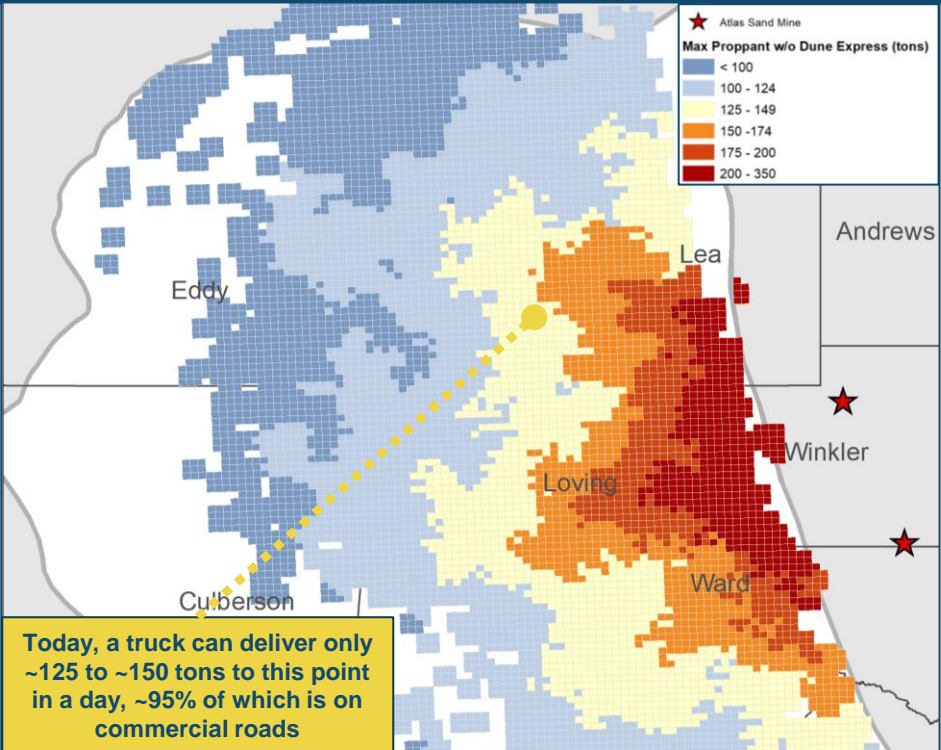 Atlas Sand Mine
Max Proppant w/o Dune Express (tons)
< 100
100 - 124
125 - 149
150 -174
175 - 200
200 - 350
Andrews
Lea
Eddy
Winkler
Loving
Ward
Culberson
Today, a truck can deliver only
~125 to ~150 tons to this point
in a day, ~95% of which is on
commercial roads